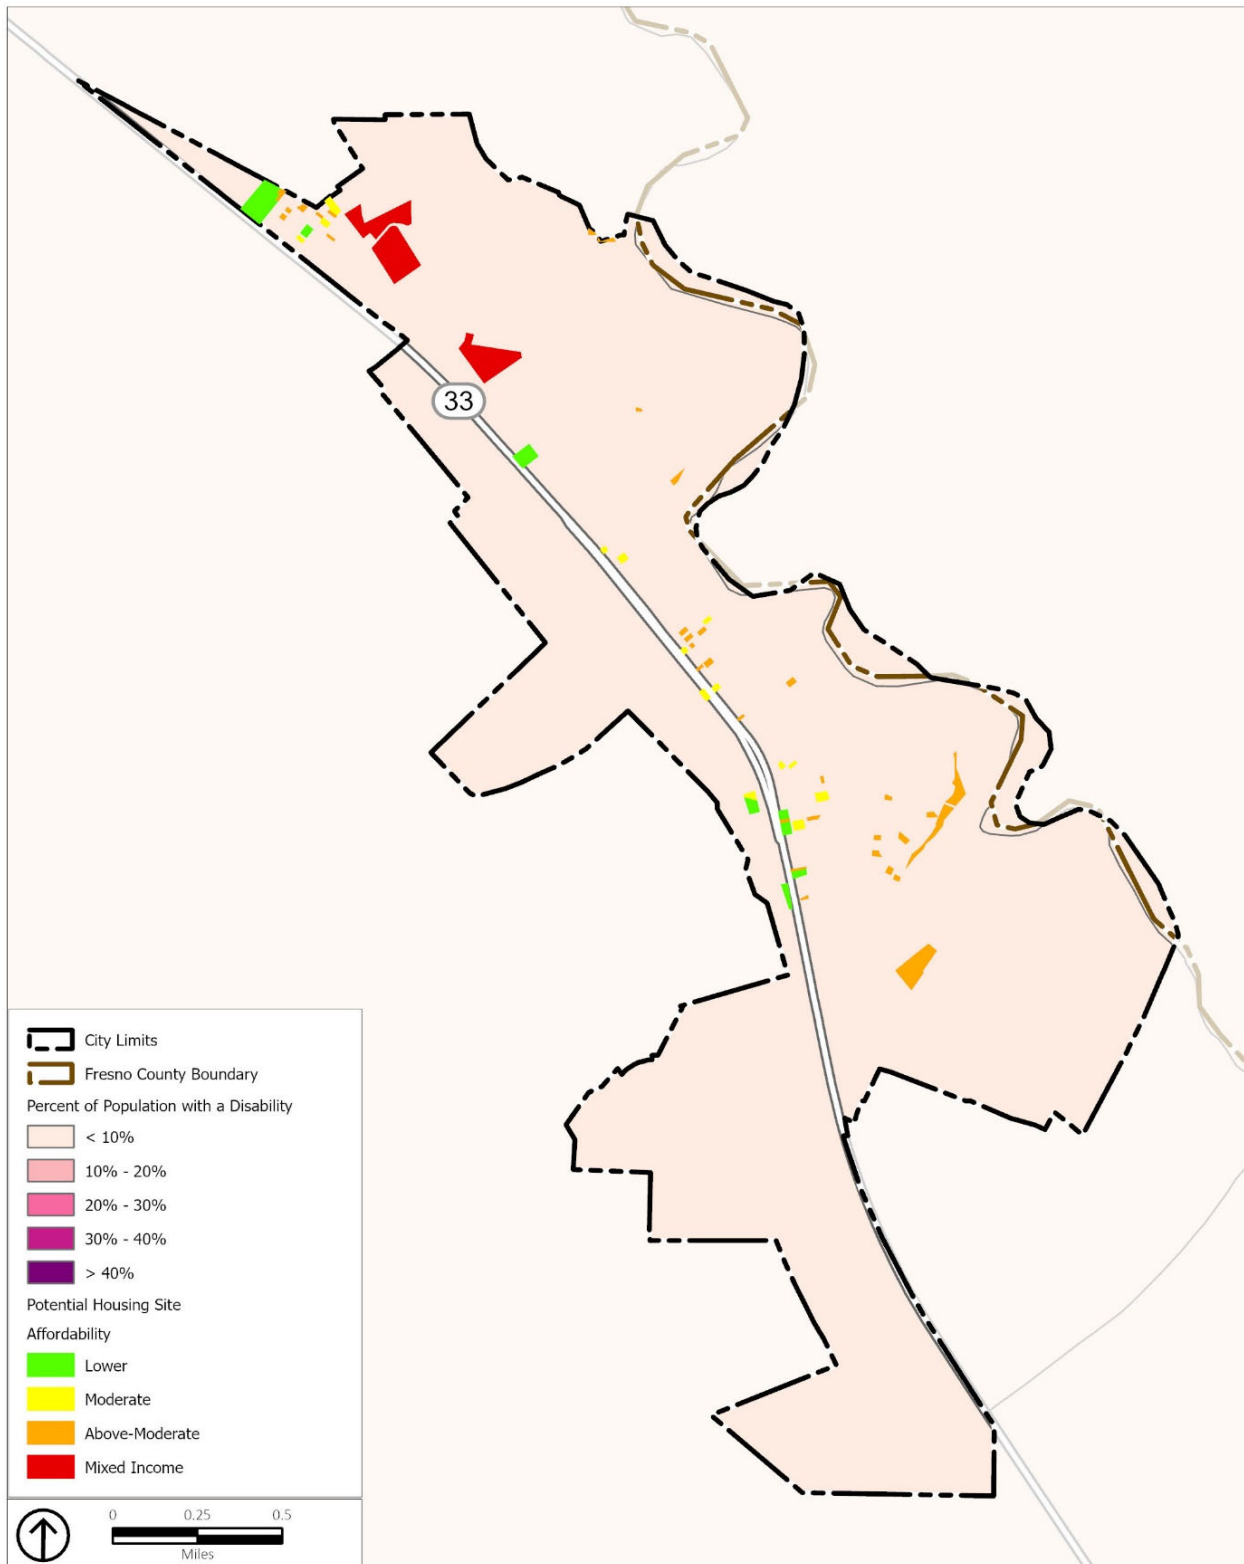 33
City Limits
Fresno County Boundary
Percent of Population with a Disability
< 10%
10% - 20%
20% - 30%
30% - 40%
> 40%
Potential Housing Site
Affordability
Lower
Moderate
Above-Moderate
Mixed Income
0 0.25 0.5
Miles